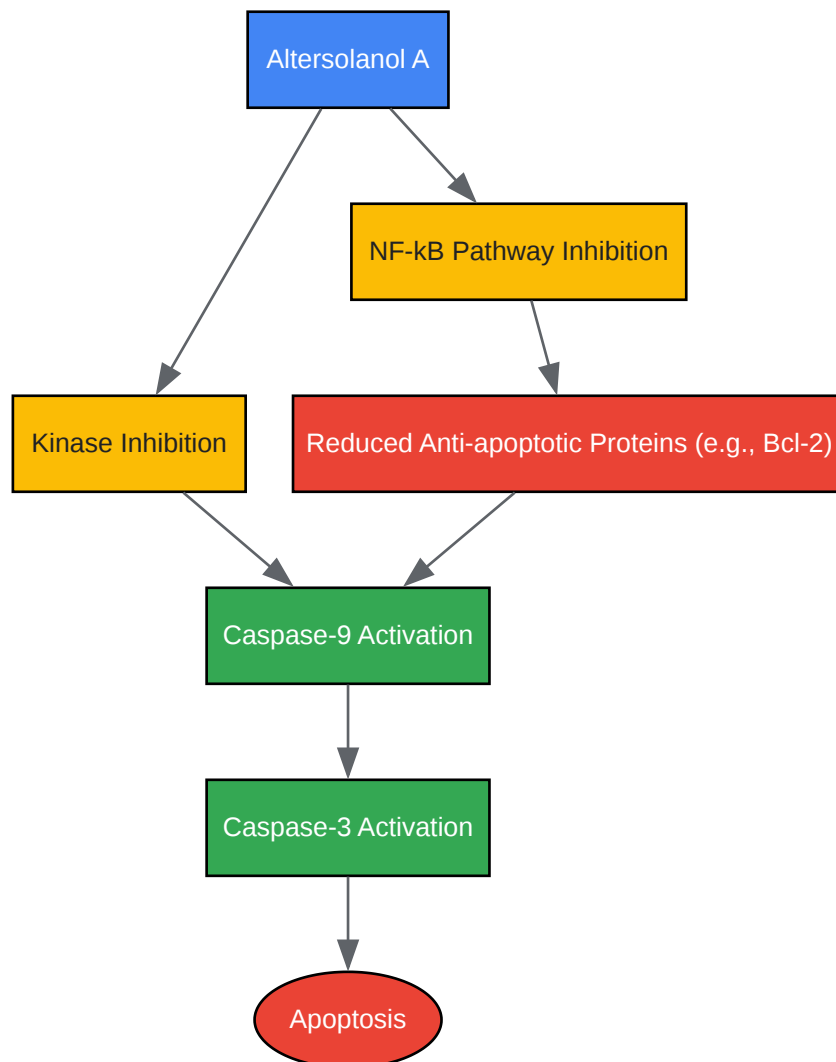 Altersolanol A
NF-kB Pathway Inhibition
Kinase Inhibition
Reduced Anti-apoptotic Proteins (e.g., Bcl-2)
Caspase-9 Activation
Caspase-3 Activation
Apoptosis